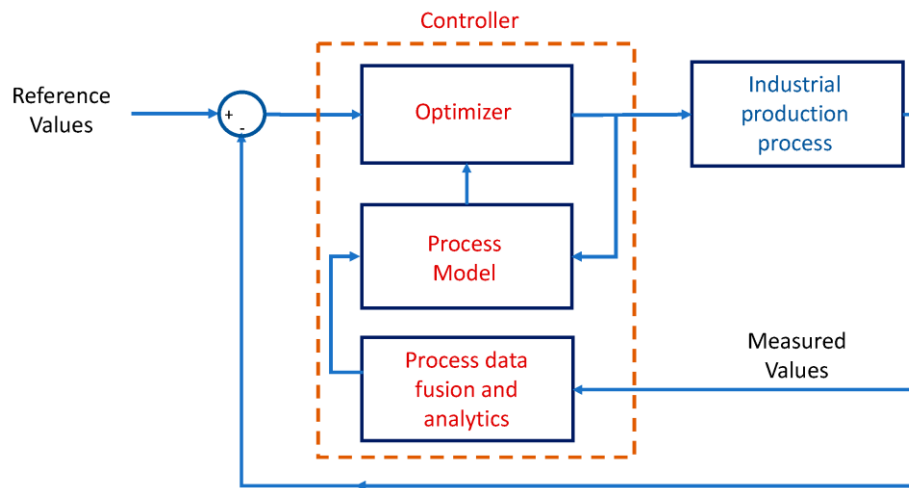 Controller
Reference
Values
+
-
Optimizer
Industrial
production
process
Process
Model
Measured
Values
Process data
fusion and
analytics